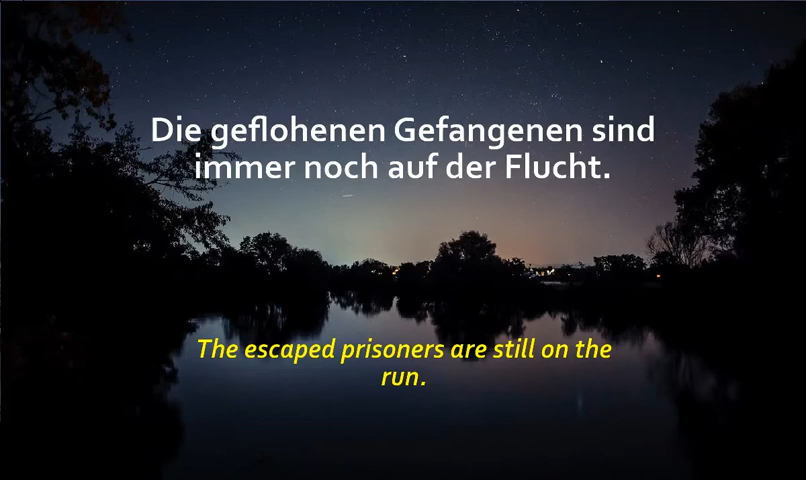 Die geflohenen Gefangenen sind
immer noch auf der Flucht.
The escaped prisoners are still on the
run.